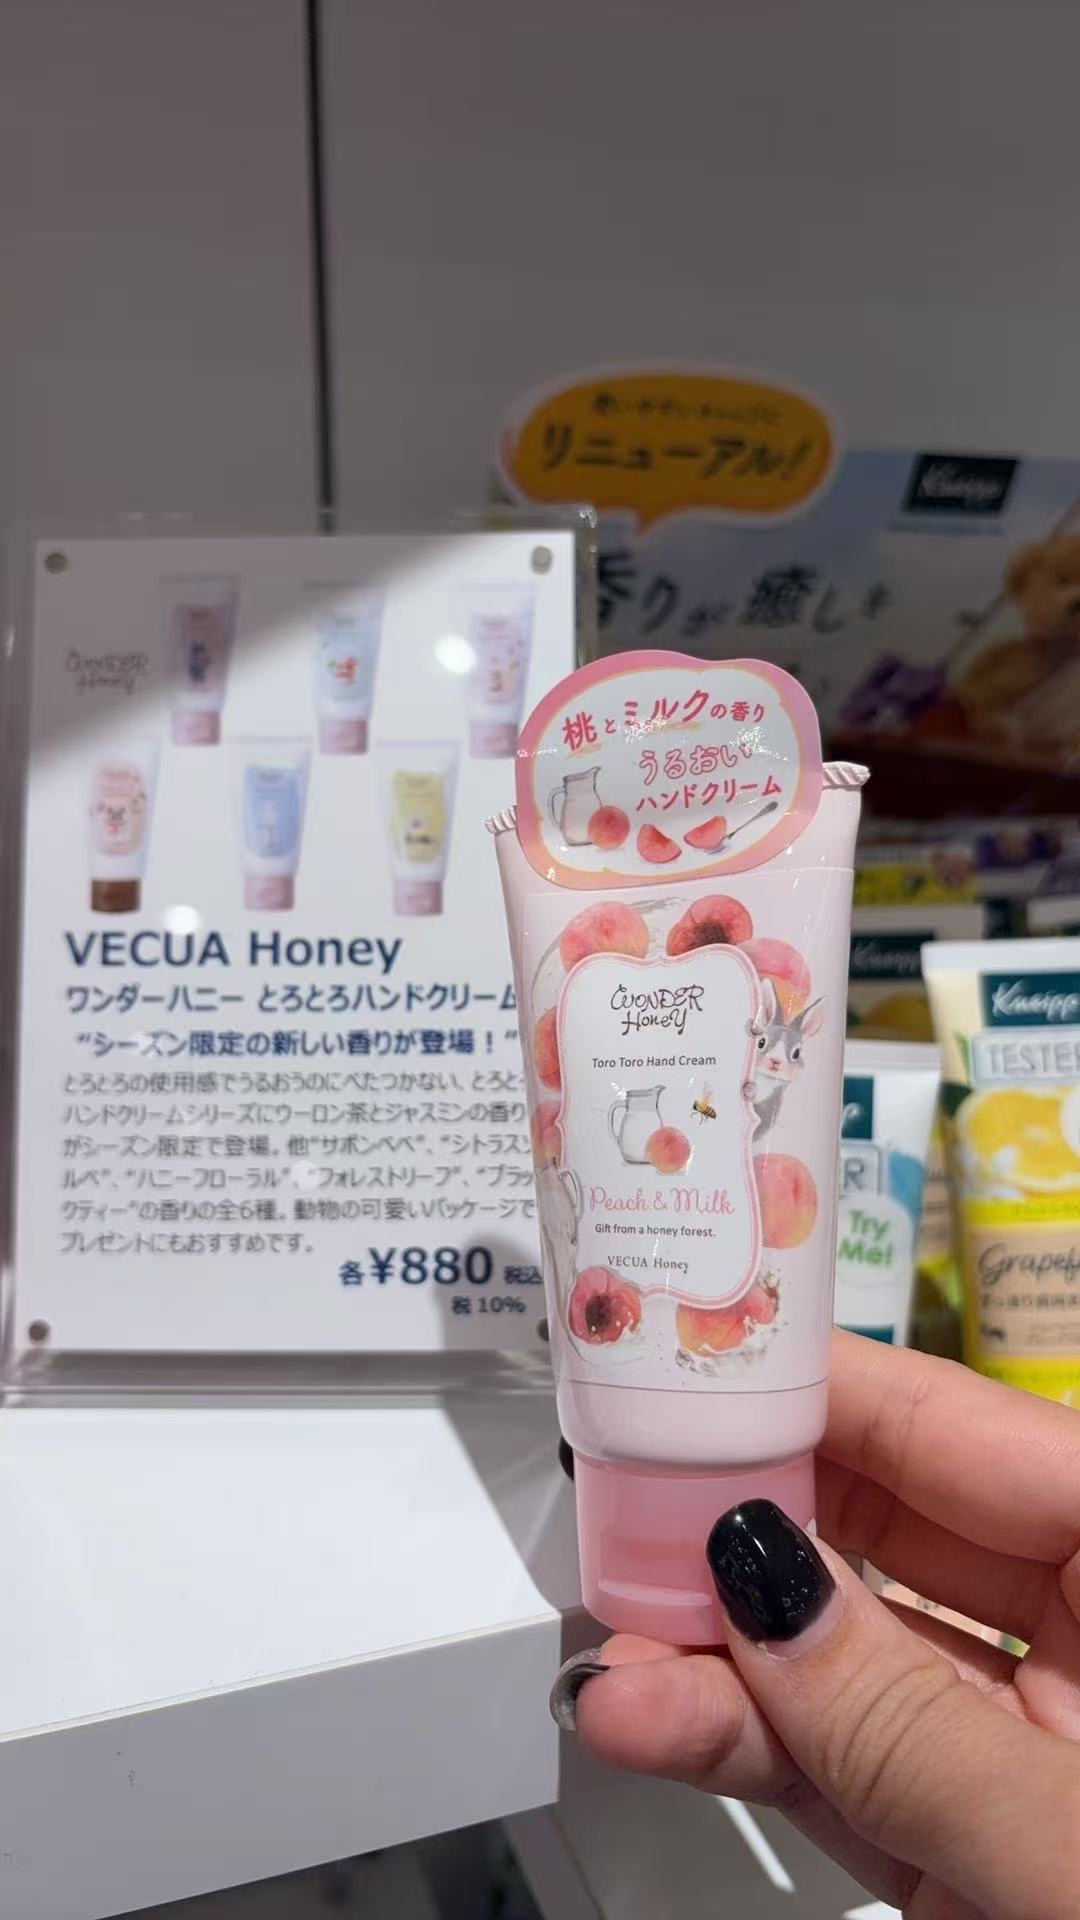 リニューアル!
Kneipp
香りが癒しを
WONDER
Honey
VECUA Honey
ワンダーハニー とろとろハンドクリーム
"シーズン限定の新しい香りが登場！"
とろとろの使用感でうるおうのにべたつかない、とろと
ハンドクリームシリーズにウーロン茶とジャスミンの香り
がシーズン限定で登場。他"サボンベベ"、"シトラス
ルベ"、"ハニーフローラル"、"フォレストリーブ"、"ブラッ
クティー"の香りの全6種。動物の可愛いパッケージで
プレゼントにもおすすめです。
各¥880 税込
税 10%
桃とミルクの香り
うるおい
ハンドクリーム
WONDER
Honey
Toro Toro Hand Cream
Peach & Milk
Gift from a honey forest.
VECUA Honey
Kneipp
TESTER
Try
Me!
Grapef